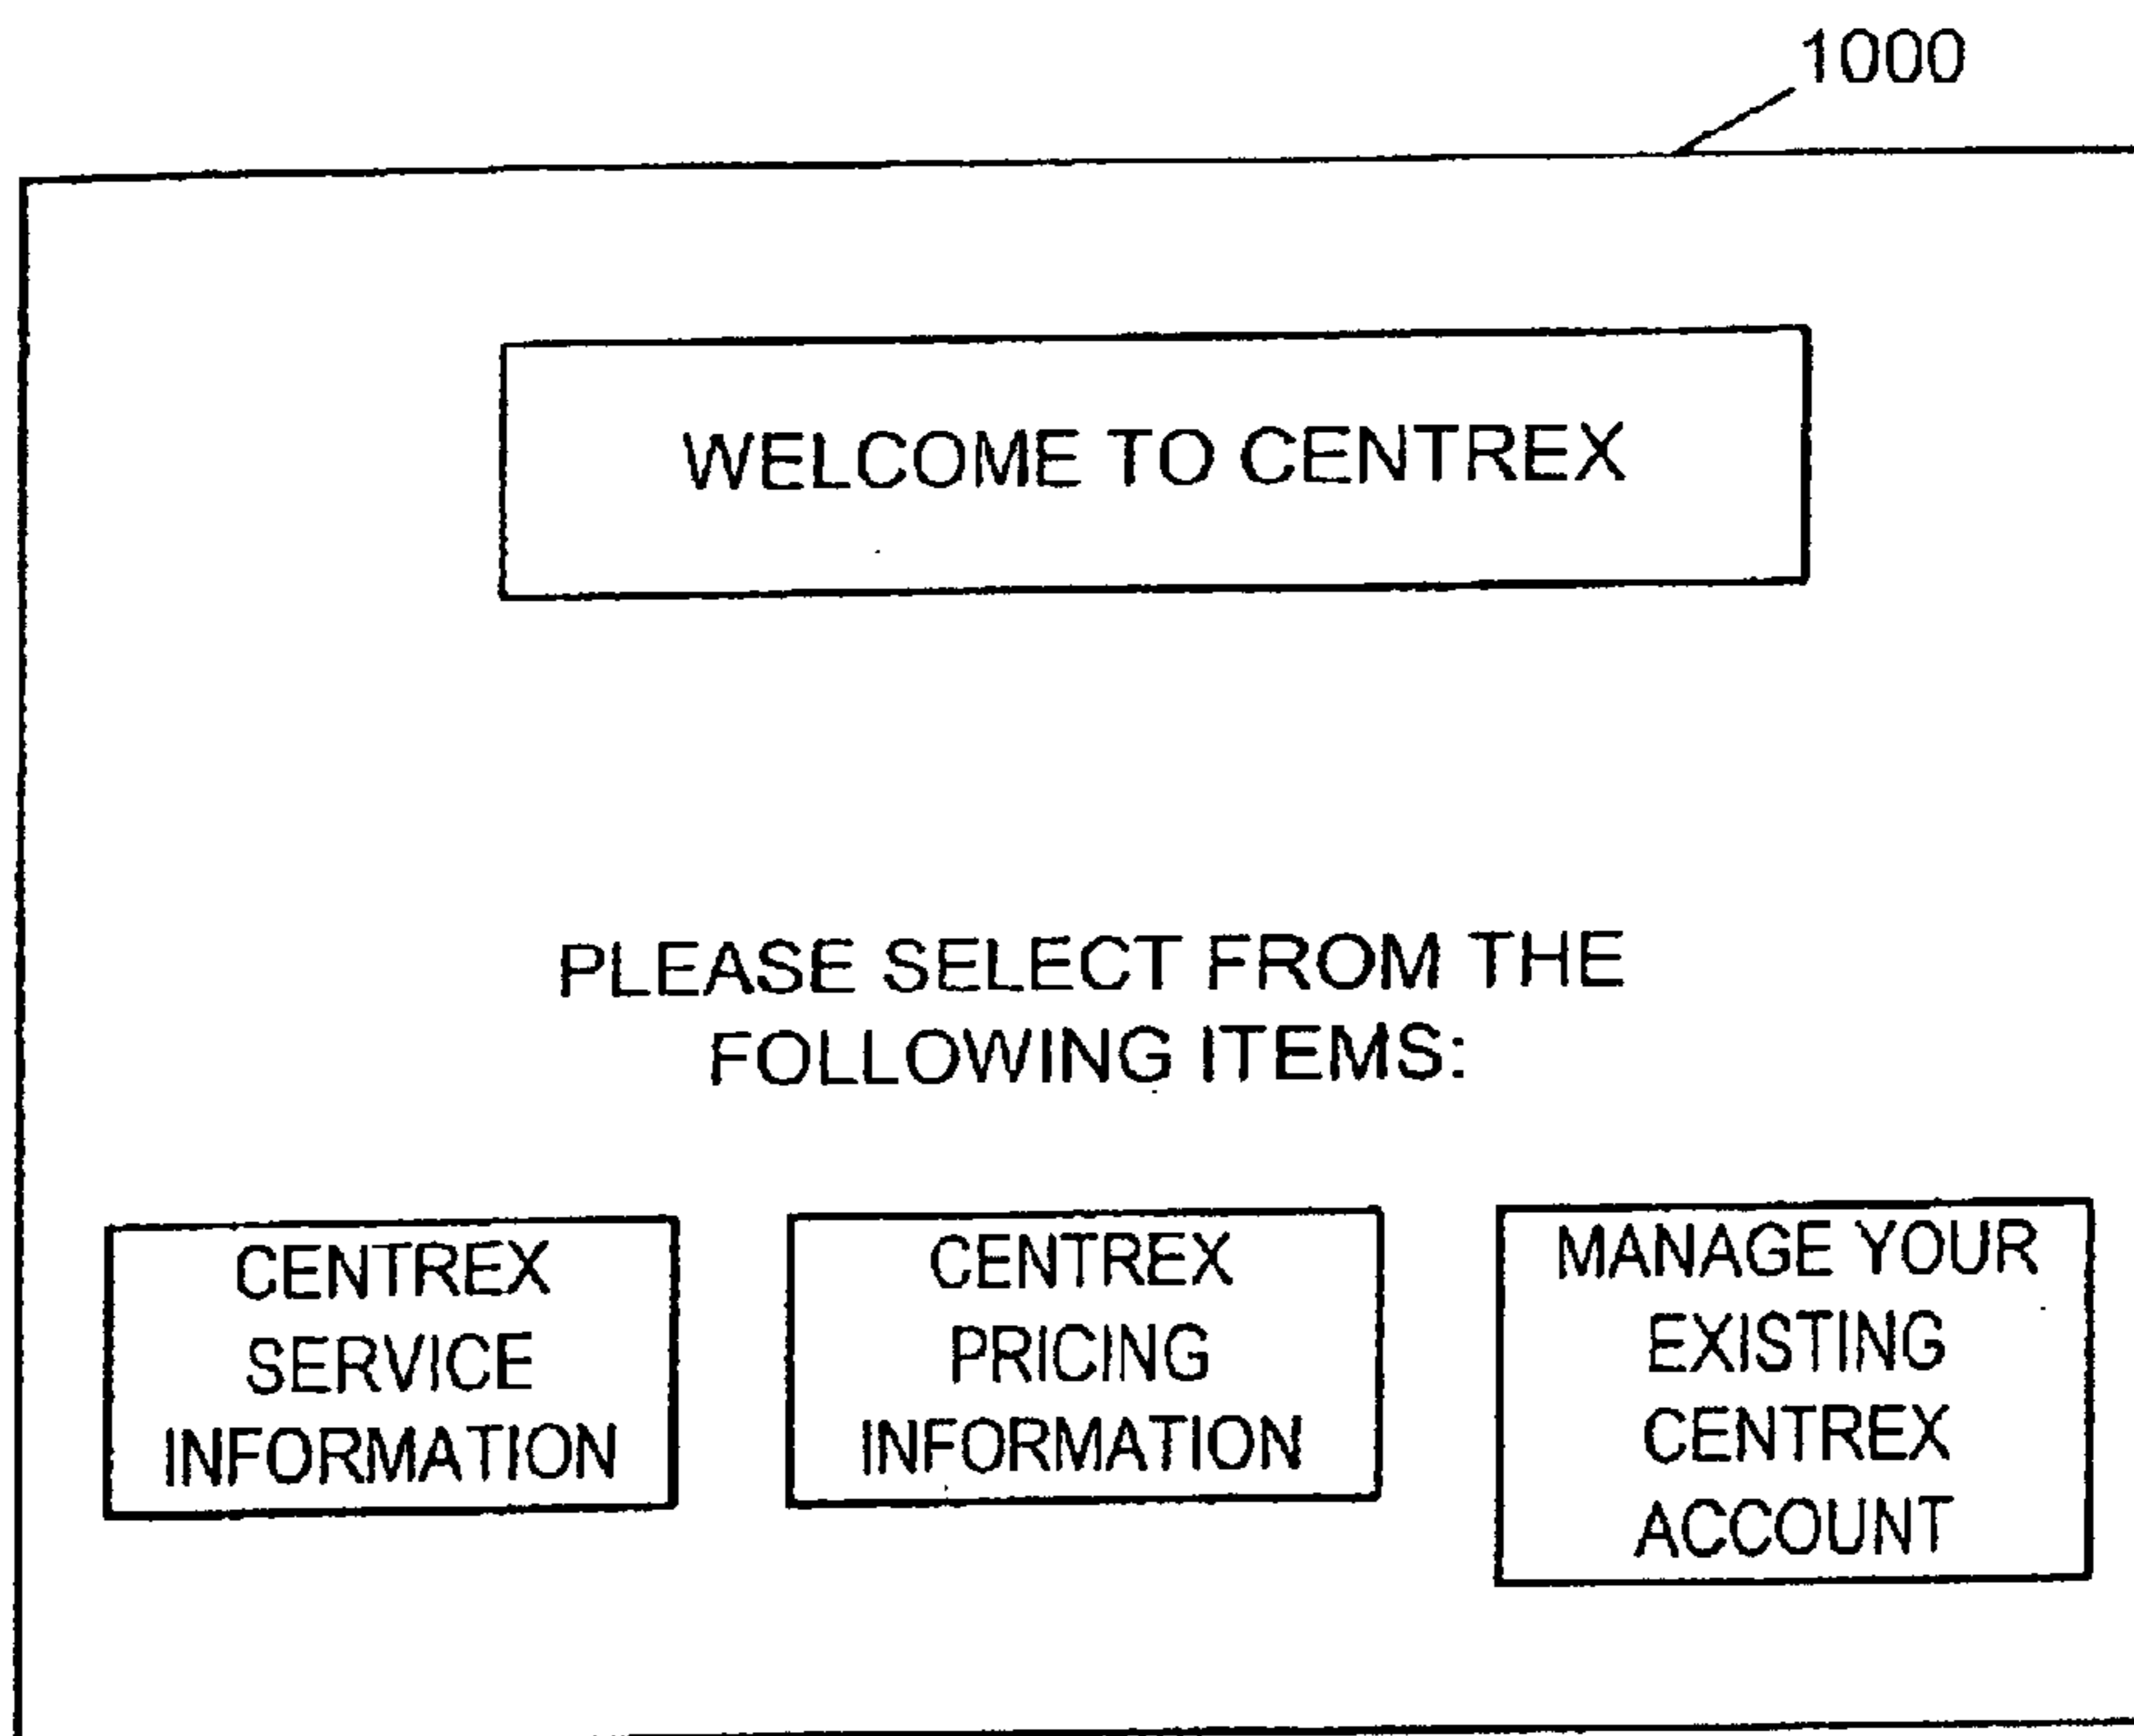 1000
WELCOME TO CENTREX
PLEASE SELECT FROM THE
FOLLOWING ITEMS:
CENTREX
SERVICE
INFORMATION
CENTREX
PRICING
INFORMATION
MANAGE YOUR
EXISTING
CENTREX
ACCOUNT